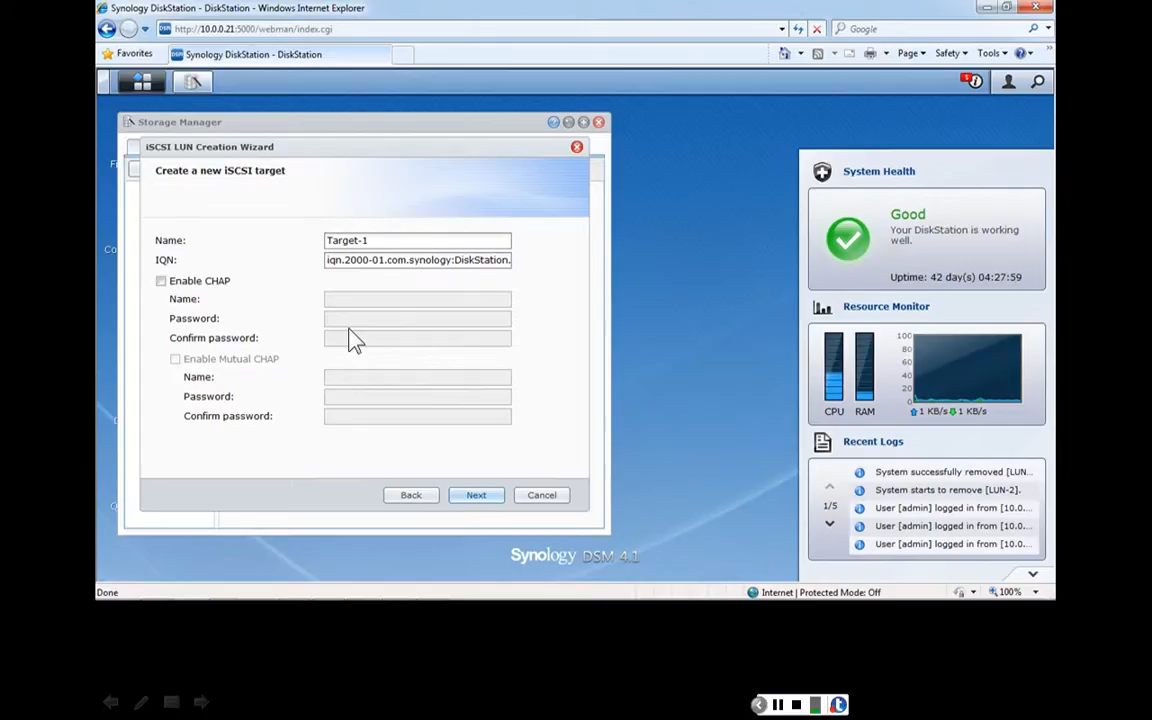 Synology DiskStation - DiskStation - Windows Internet Explorer
http://10.0.0.21:5000/webman/index.cgi
Google
Favorites
Synology DiskStation - DiskStation
Page
Safety
Tools
Storage Manager
iSCSI LUN Creation Wizard
Create a new iSCSI target
Name:
Target-1
IQN:
iqn.2000-01.com.synology:DiskStation.
Enable CHAP
Name:
Password:
Confirm password:
Enable Mutual CHAP
Name:
Password:
Confirm password:
Back
Next
Cancel
System Health
Good
Your DiskStation is working
well.
Uptime: 42 day(s) 04:27:59
Resource Monitor
100
80
60
40
20
0
CPU
RAM
1 KB/s
1 KB/s
Recent Logs
System successfully removed [LUN...
System starts to remove [LUN-2].
1/5
User [admin] logged in from [10.0....
User [admin] logged in from [10.0....
User [admin] logged in from [10.0....
Synology DSM 4.1
Done
Internet | Protected Mode: Off
100%